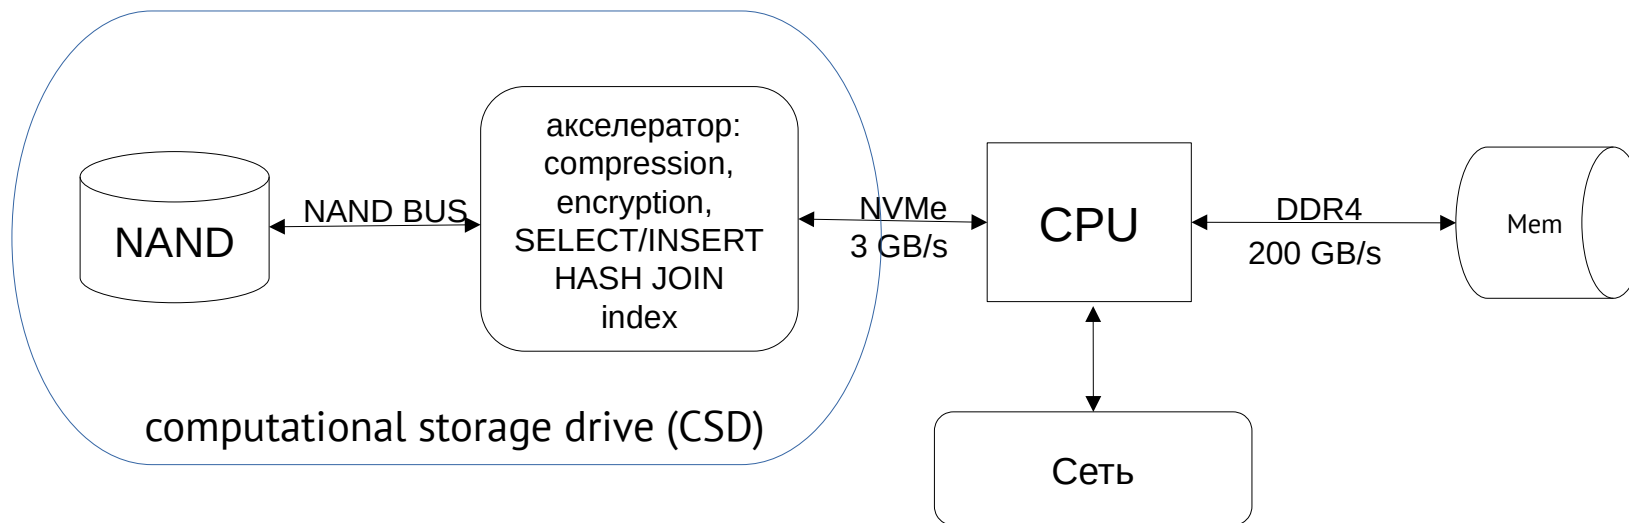 NAND
NAND BUS
акселератор:
compression,
encryption,
SELECT/INSERT
HASH JOIN
index
computational storage drive (CSD)
NVMe
3 GB/s
CPU
DDR4
200 GB/s
Mem
Сеть